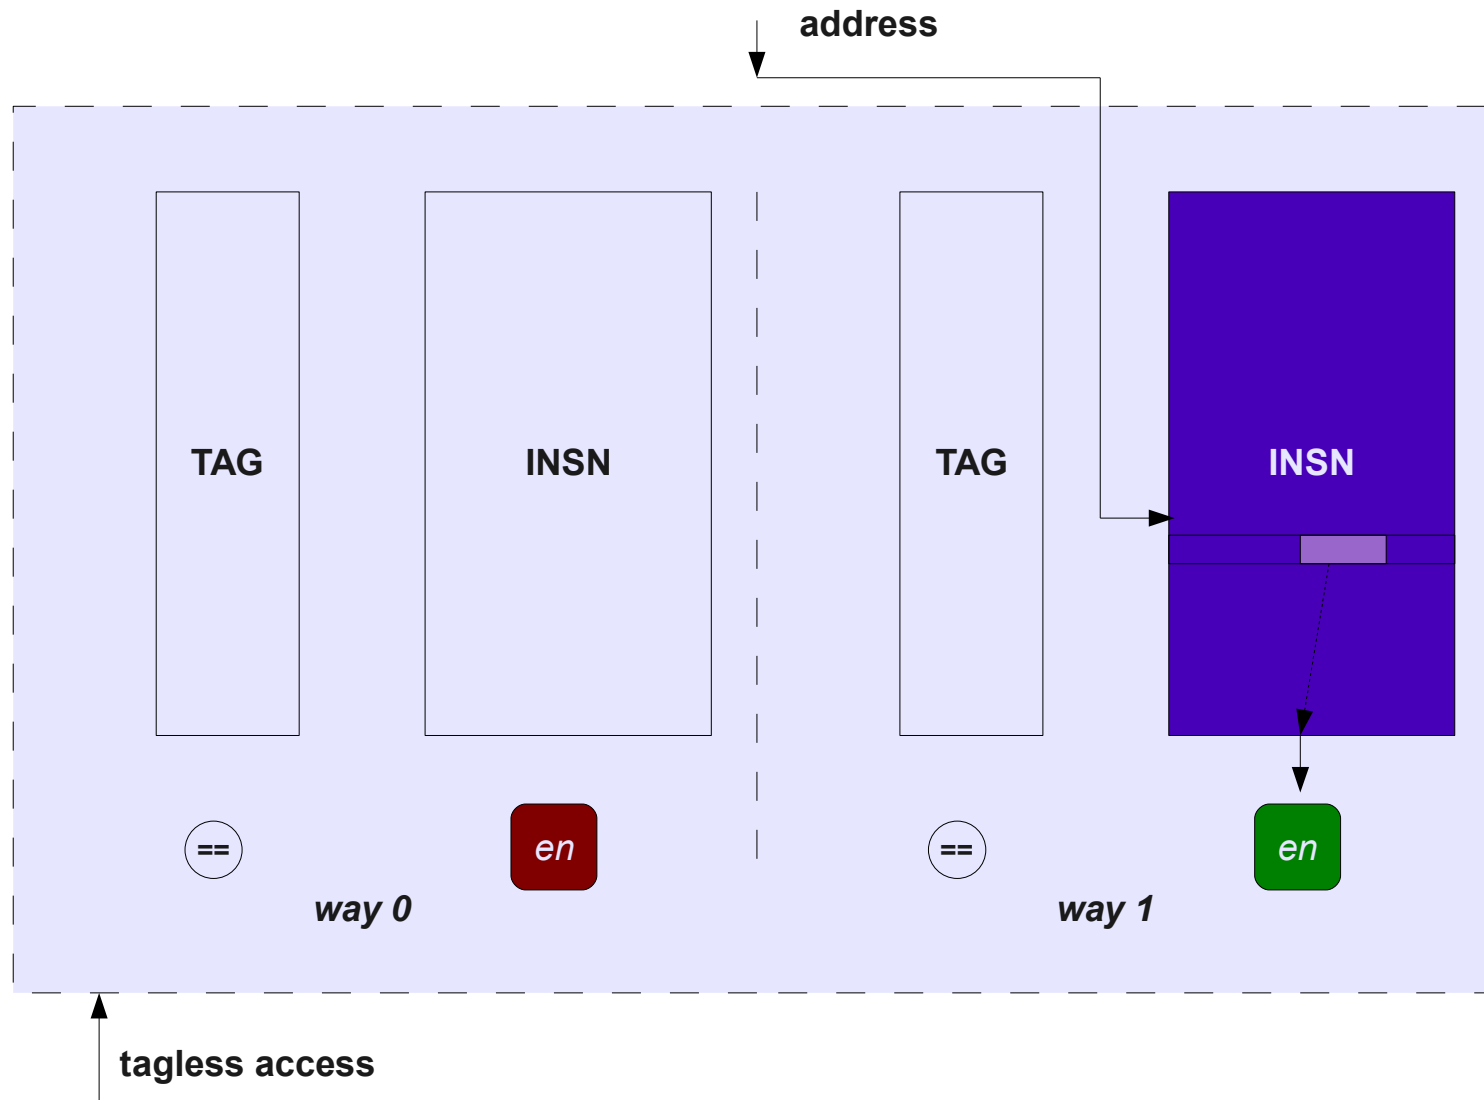 address
TAG
INSN
TAG
INSN
==
en
==
en
way 0
way 1
tagless access